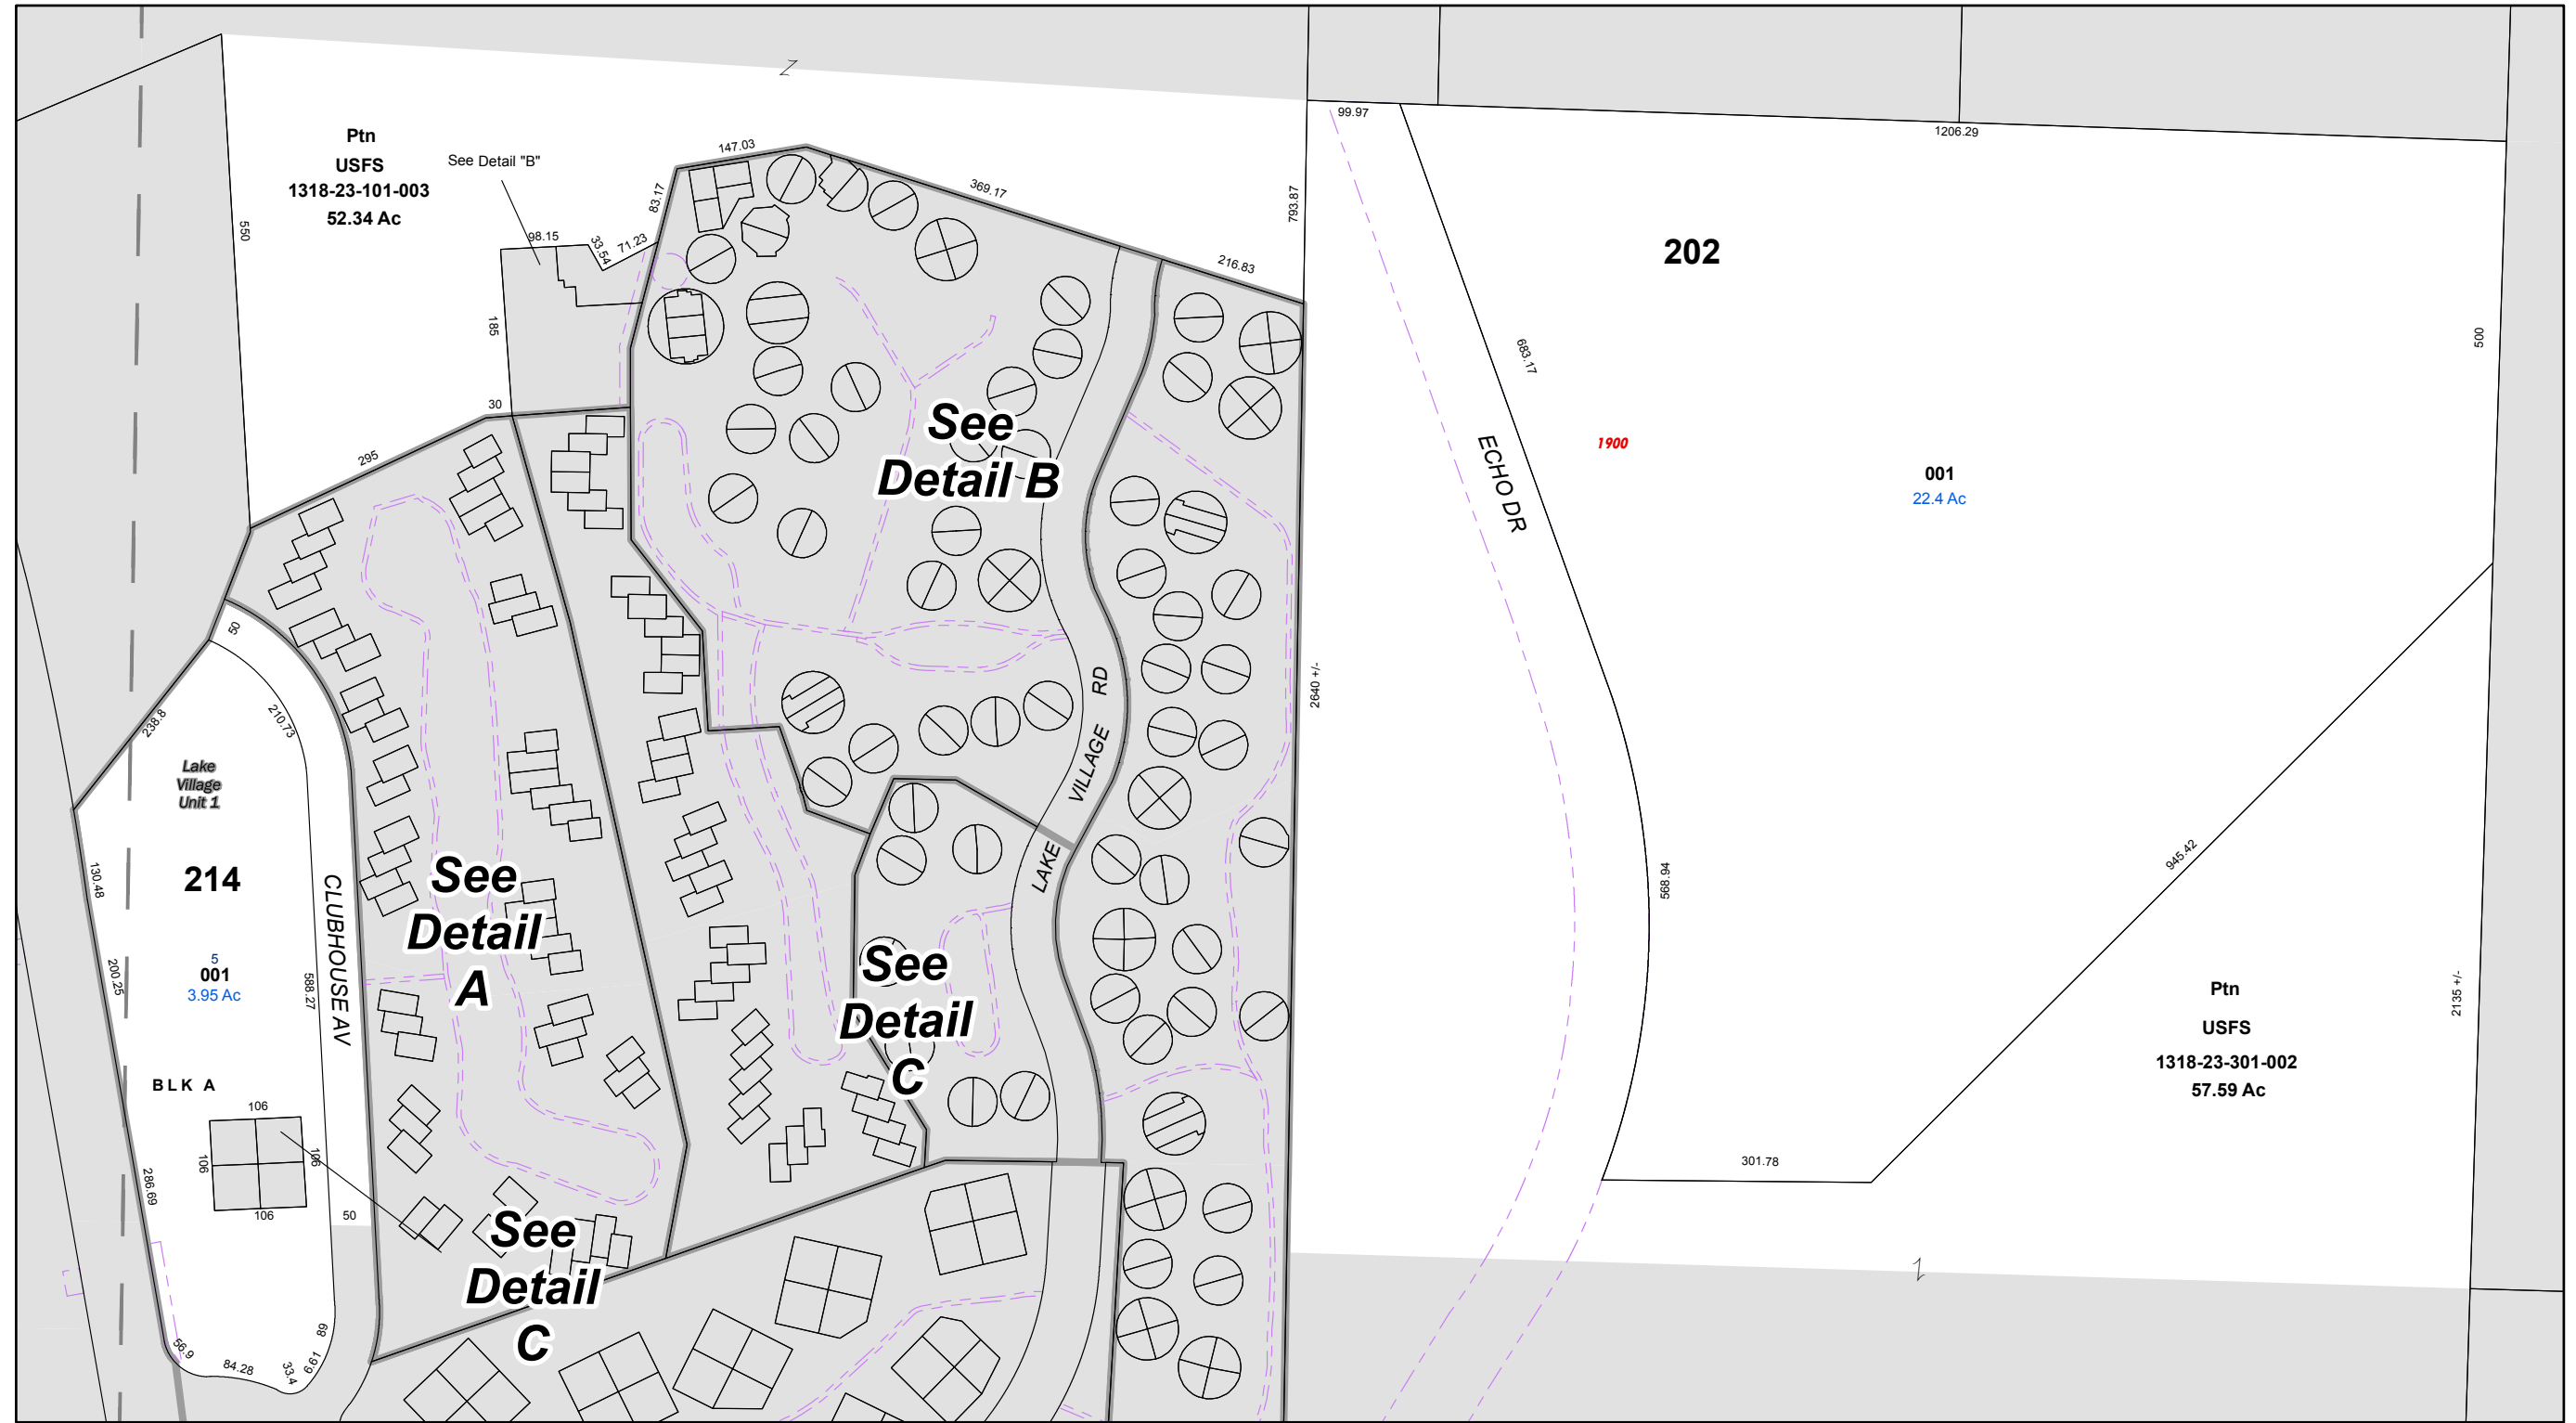 Ptn
USFS
1318-23-101-003
52.34 Ac
See Detail "B"
550
98.15
33.54
71.23
83.17
147.03
369.17
216.83
793.87
99.97
1206.29
202
500
185
30
295
683.17
ECHO DR
1900
001
22.4 Ac
See
Detail B
50
238.8
210.73
Lake
Village
Unit 1
214
130.48
200.25
5
001
3.95 Ac
588.27
CLUBHOUSE AV
See
Detail
A
See
Detail
C
LAKE VILLAGE RD
2640 +/-
568.94
945.42
2135 +/-
Ptn
USFS
1318-23-301-002
57.59 Ac
301.78
BLK A
106
106
106
106
50
286.69
See
Detail
C
56.9
84.28
33.4
6.61
89